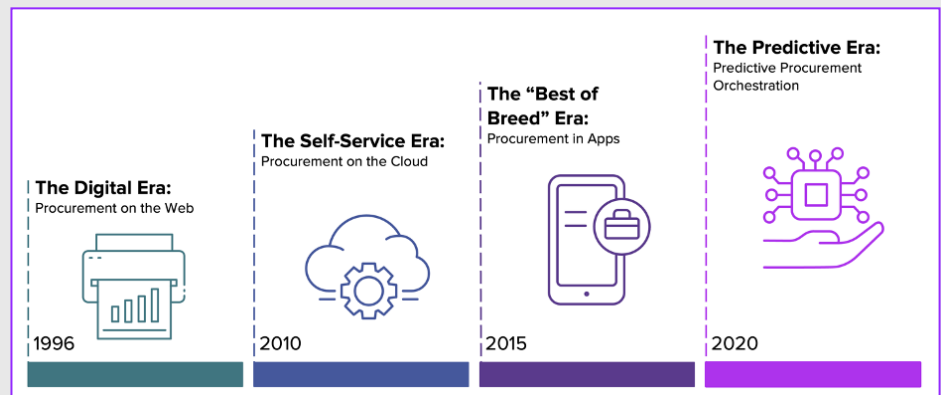 The Digital Era:
Procurement on the Web
1996
The Self-Service Era:
Procurement on the Cloud
2010
The “Best of
Breed” Era:
Procurement in Apps
2015
The Predictive Era:
Predictive Procurement
Orchestration
2020